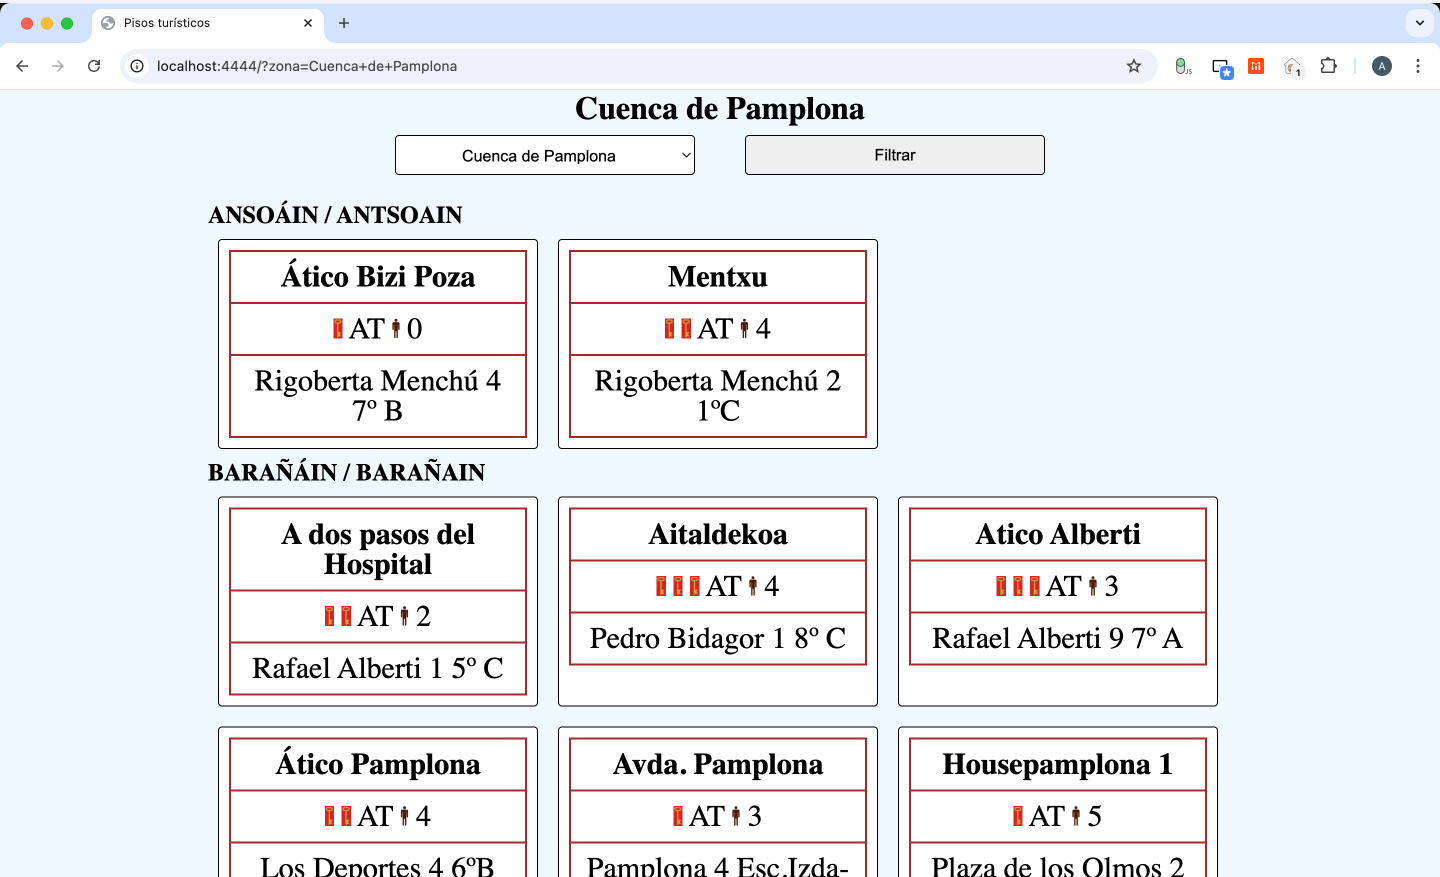 Pisos turísticos
localhost:4444/?zona=Cuenca+de+Pamplona
JS
1
A
Cuenca de Pamplona
Cuenca de Pamplona
Filtrar
ANSOÁIN / ANTSOAIN
Ático Bizi Poza
AT 0
Rigoberta Menchú 4
7º B
Mentxu
AT 4
Rigoberta Menchú 2
1ºC
BARAÑÁIN / BARAÑAIN
A dos pasos del
Hospital
AT 2
Rafael Alberti 1 5º C
Aitaldekoa
AT 4
Pedro Bidagor 1 8º C
Atico Alberti
AT 3
Rafael Alberti 9 7º A
Ático Pamplona
AT 4
Los Deportes 4 6ºB
Avda. Pamplona
AT 3
Pamplona 4 Esc.Izda-
Housepamplona 1
AT 5
Plaza de los Olmos 2